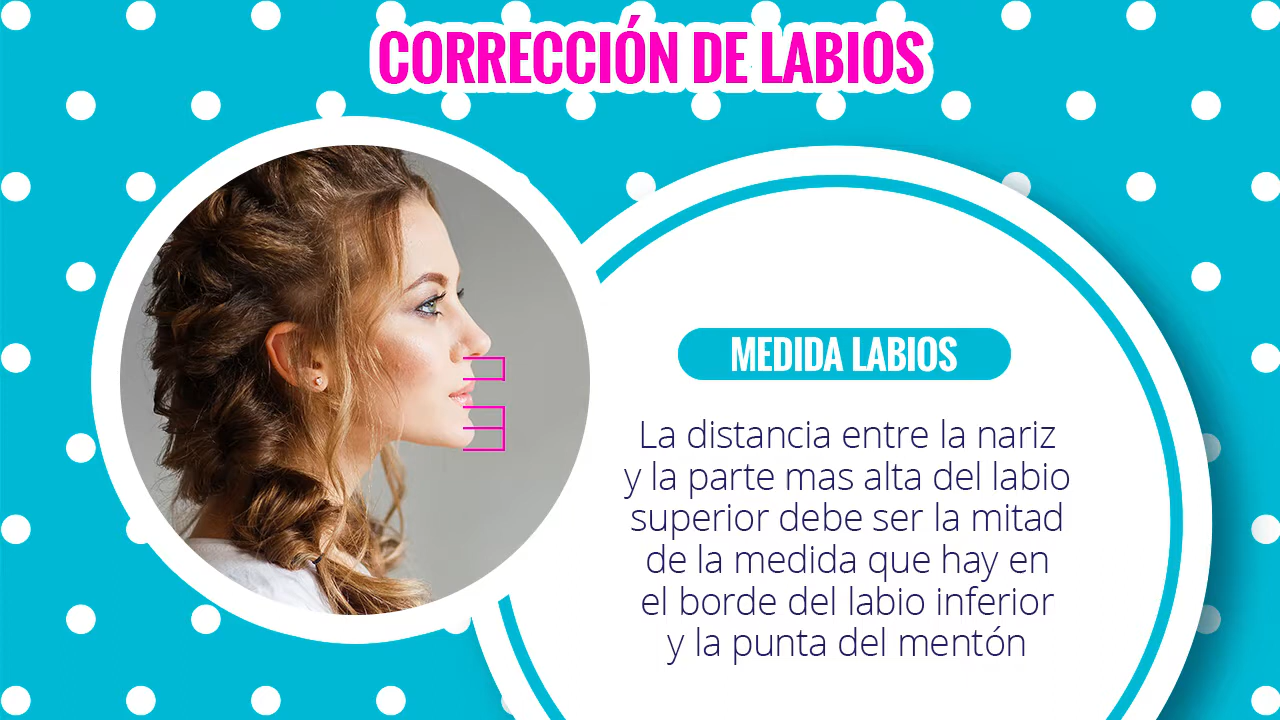 CORRECCIÓN DE LABIOS
MEDIDA LABIOS
La distancia entre la nariz
y la parte mas alta del labio
superior debe ser la mitad
de la medida que hay en
el borde del labio inferior
y la punta del mentón